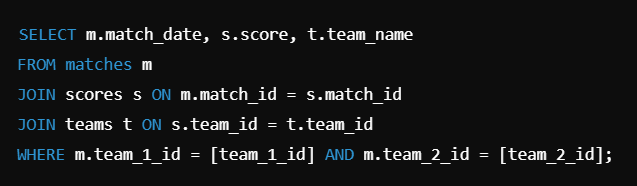 SELECT m.match_date, s.score, t.team_name
FROM matches m
JOIN scores s ON m.match_id = s.match_id
JOIN teams t ON s.team_id = t.team_id
WHERE m.team_1_id = [team_1_id] AND m.team_2_id = [team_2_id];